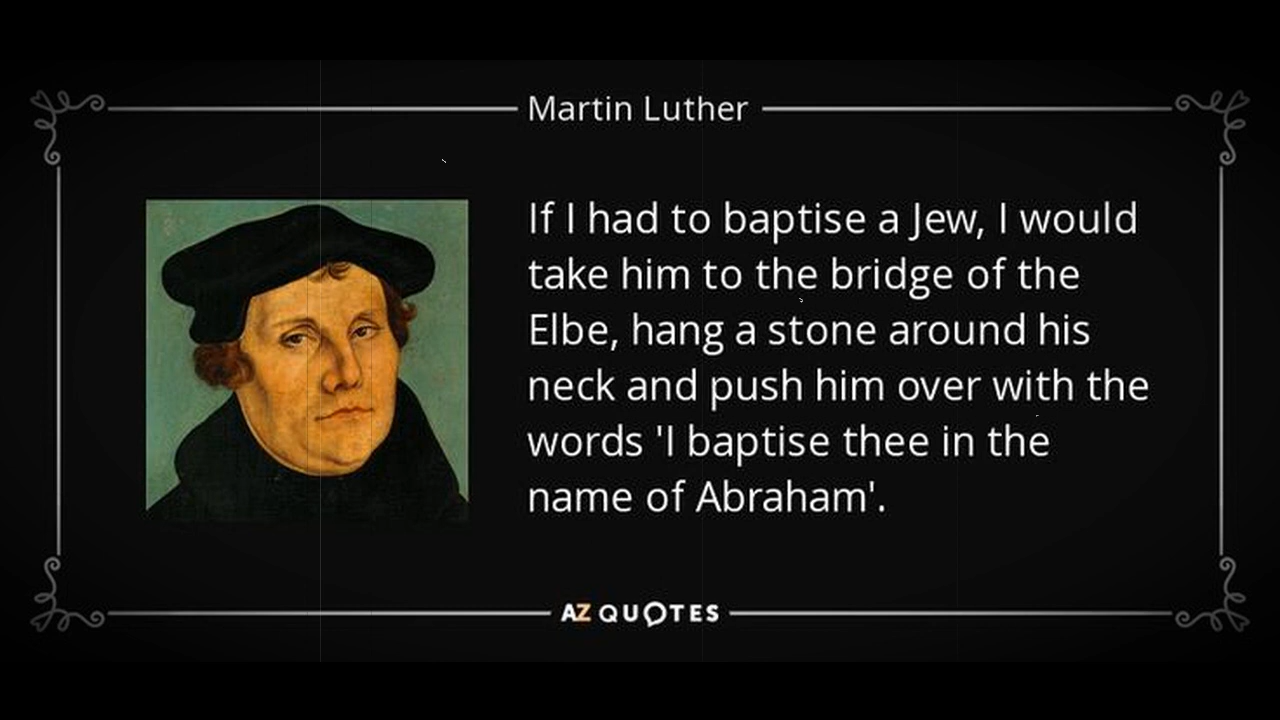 Martin Luther
If I had to baptise a Jew, I would
take him to the bridge of the
Elbe, hang a stone around his
neck and push him over with the
words 'I baptise thee in the
name of Abraham'.
AZ QUOTES